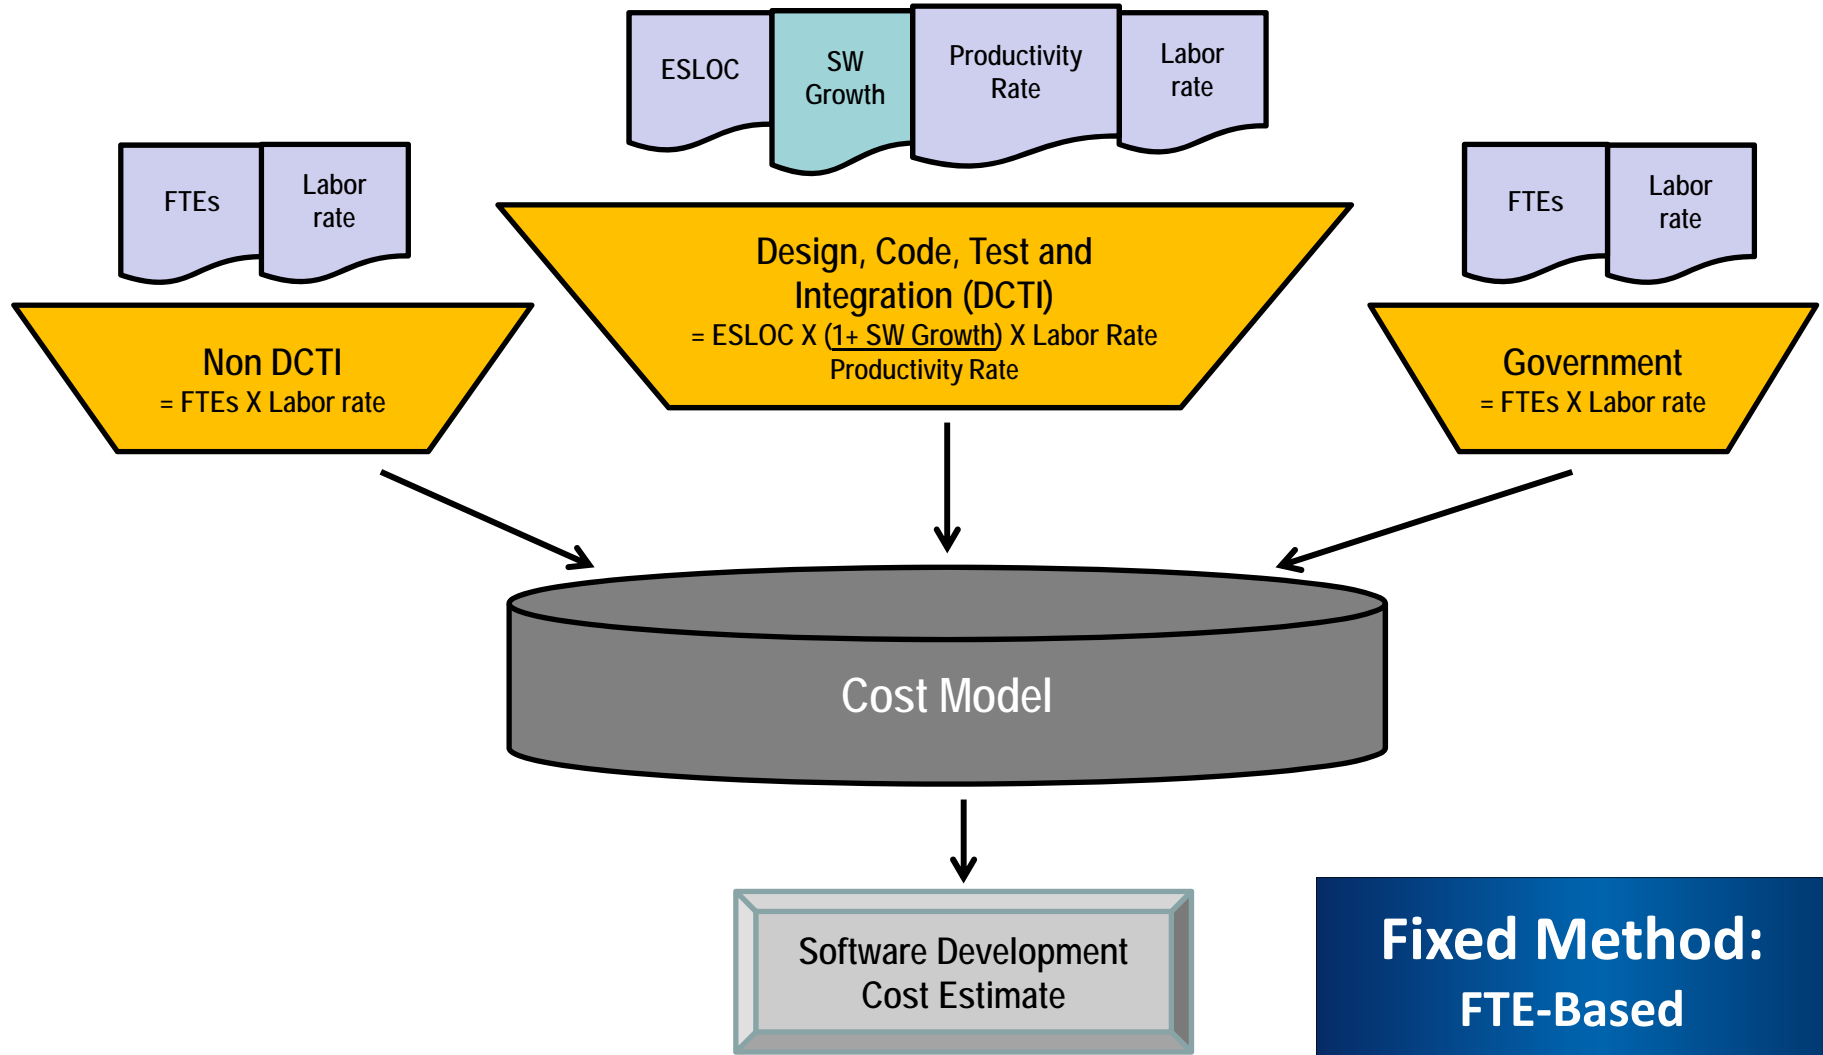 ESLOC
SW
Growth
Productivity
Rate
Labor
rate
FTEs
Labor
rate
FTEs
Labor
rate
Design, Code, Test and
Integration (DCTI)
= ESLOC X (1+ SW Growth) X Labor Rate
Productivity Rate
Non DCTI
= FTEs X Labor rate
Government
= FTEs X Labor rate
Cost Model
Software Development
Cost Estimate
Fixed Method:
FTE-Based